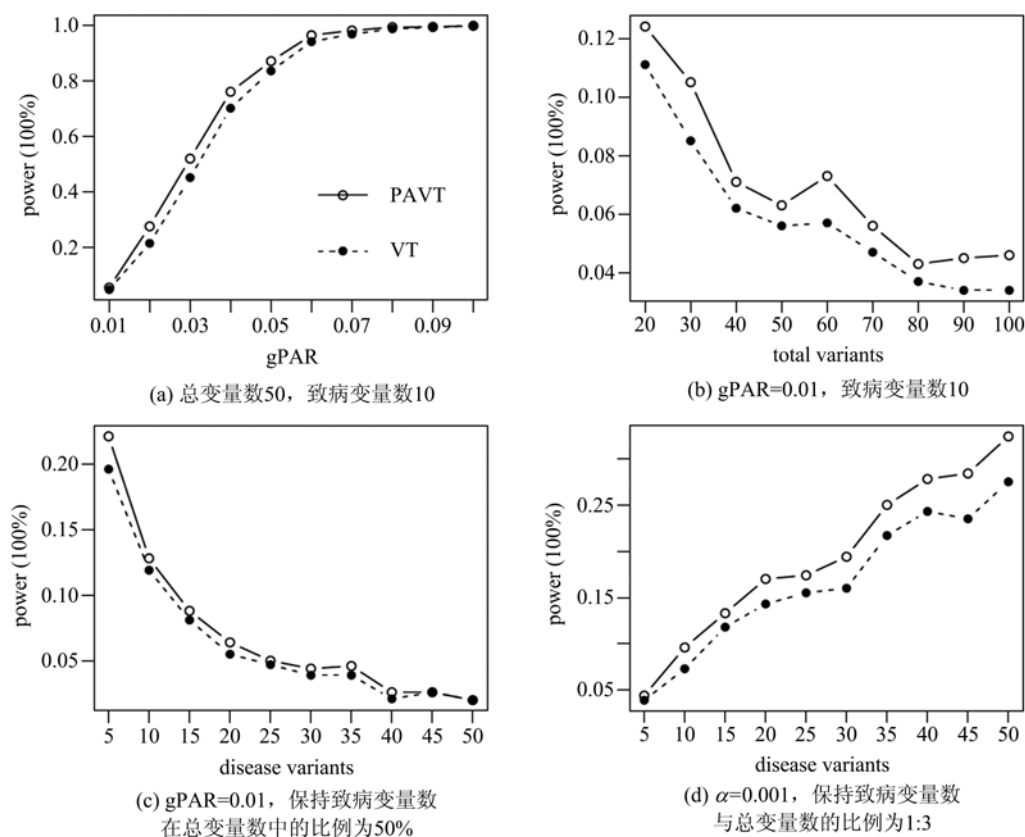 1.0
0.8
0.6
0.4
0.2
power (100%)
PAVT
VT
0.01 0.03 0.05 0.07 0.09
gPAR
(a) 总变量数50，致病变量数10
0.12
0.10
0.08
0.06
0.04
power (100%)
20 30 40 50 60 70 80 90 100
total variants
(b) gPAR=0.01，致病变量数10
0.20
0.15
0.10
0.05
power (100%)
5 10 15 20 25 30 35 40 45 50
disease variants
(c) gPAR=0.01，保持致病变量数
在总变量数中的比例为50%
0.25
0.15
0.05
power (100%)
5 10 15 20 25 30 35 40 45 50
disease variants
(d) α=0.001，保持致病变量数
与总变量数的比例为1:3